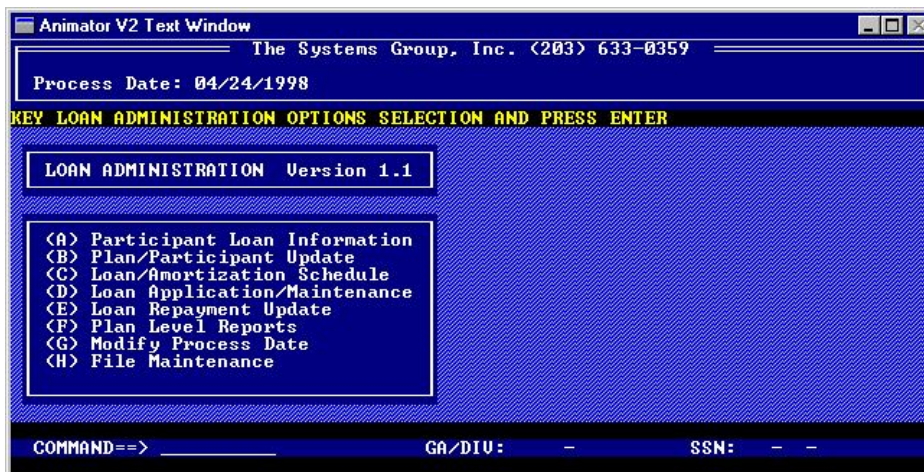 Animator V2 Text Window
The Systems Group, Inc. (203) 633-0359
Process Date: 04/24/1998
KEY LOAN ADMINISTRATION OPTIONS SELECTION AND PRESS ENTER
LOAN ADMINISTRATION Version 1.1
(A) Participant Loan Information
(B) Plan/Participant Update
(C) Loan/Amortization Schedule
(D) Loan Application/Maintenance
(E) Loan Repayment Update
(F) Plan Level Reports
(G) Modify Process Date
(H) File Maintenance
COMMAND==> __________ GA/DIV: - SSN: - -